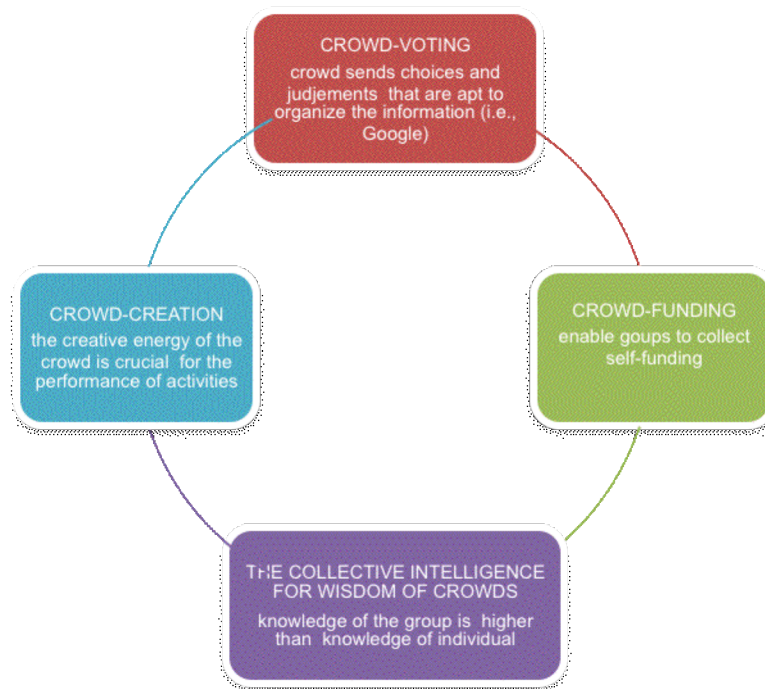 CROWD-VOTING
crowd sends choices and
judjements that are apt to
organize the information (i.e.,
Google)
CROWD-CREATION
the creative energy of the
crowd is crucial for the
performance of activities
CROWD-FUNDING
enable goups to collect
self-funding
THE COLLECTIVE INTELLIGENCE
FOR WISDOM OF CROWDS
knowledge of the group is higher
than knowledge of individual